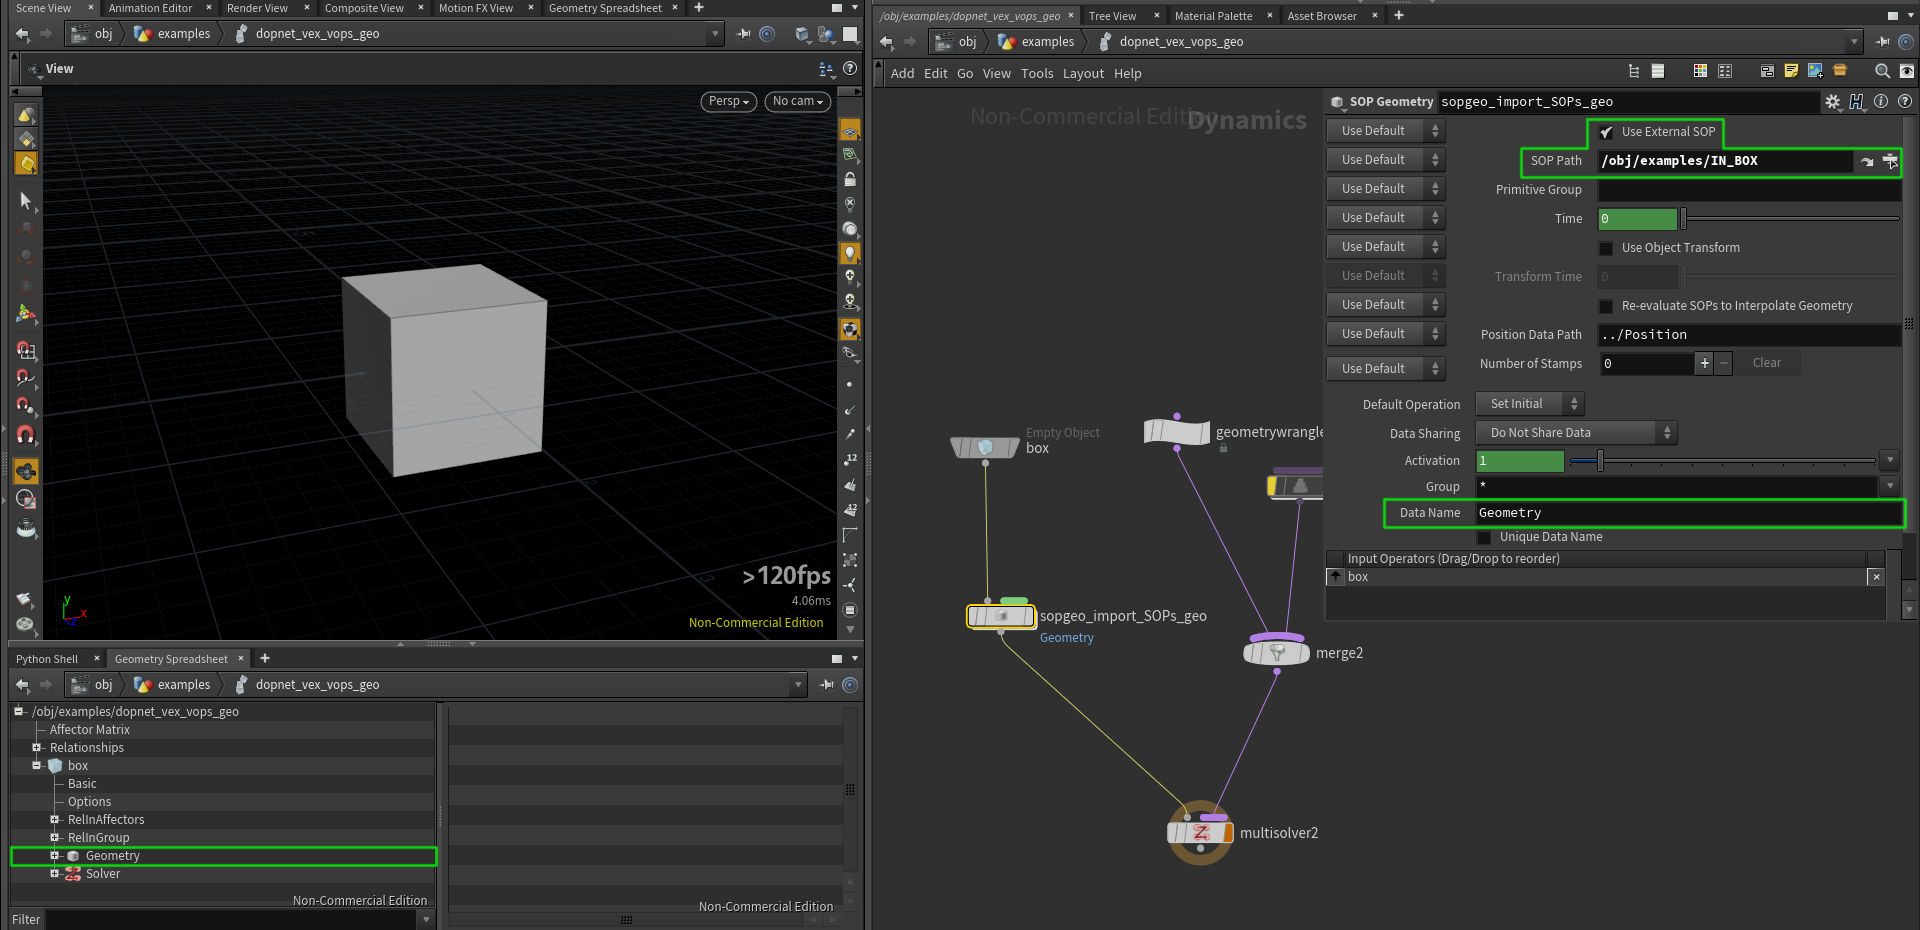 Scene View
Animation Editor
Render View
Composite View
Motion FX View
Geometry Spreadsheet
obj
examples
dopnet_vex_vops_geo
View
Persp
No cam
12
12
>120fps
4.06ms
Non-Commercial Edition
y
x
Python Shell
Geometry Spreadsheet
obj
examples
dopnet_vex_vops_geo
/obj/examples/dopnet_vex_vops_geo
Affector Matrix
Relationships
box
Basic
Options
RelInAffectors
RelInGroup
Geometry
Solver
Non-Commercial Edition
Non-Commercial Edition
Filter
/obj/examples/dopnet_vex_vops_geo
Tree View
Material Palette
Asset Browser
obj
examples
dopnet_vex_vops_geo
Add Edit Go View Tools Layout Help
Non-Commercial Edition
Dynamics
Empty Object
box
geometrywrangle
sopgeo_import_SOPs_geo
Geometry
merge2
multisolver2
SOP Geometry sopgeo_import_SOPs_geo
Use Default Use External SOP
Use Default SOP Path /obj/examples/IN_BOX
Use Default Primitive Group
Use Default Time 0
Use Default Use Object Transform
Use Default Transform Time 0
Use Default Re-evaluate SOPs to Interpolate Geometry
Use Default Position Data Path ../Position
Use Default Number of Stamps 0 + - Clear
Default Operation Set Initial
Data Sharing Do Not Share Data
Activation 1
Group *
Data Name Geometry
Unique Data Name
Input Operators (Drag/Drop to reorder)
box